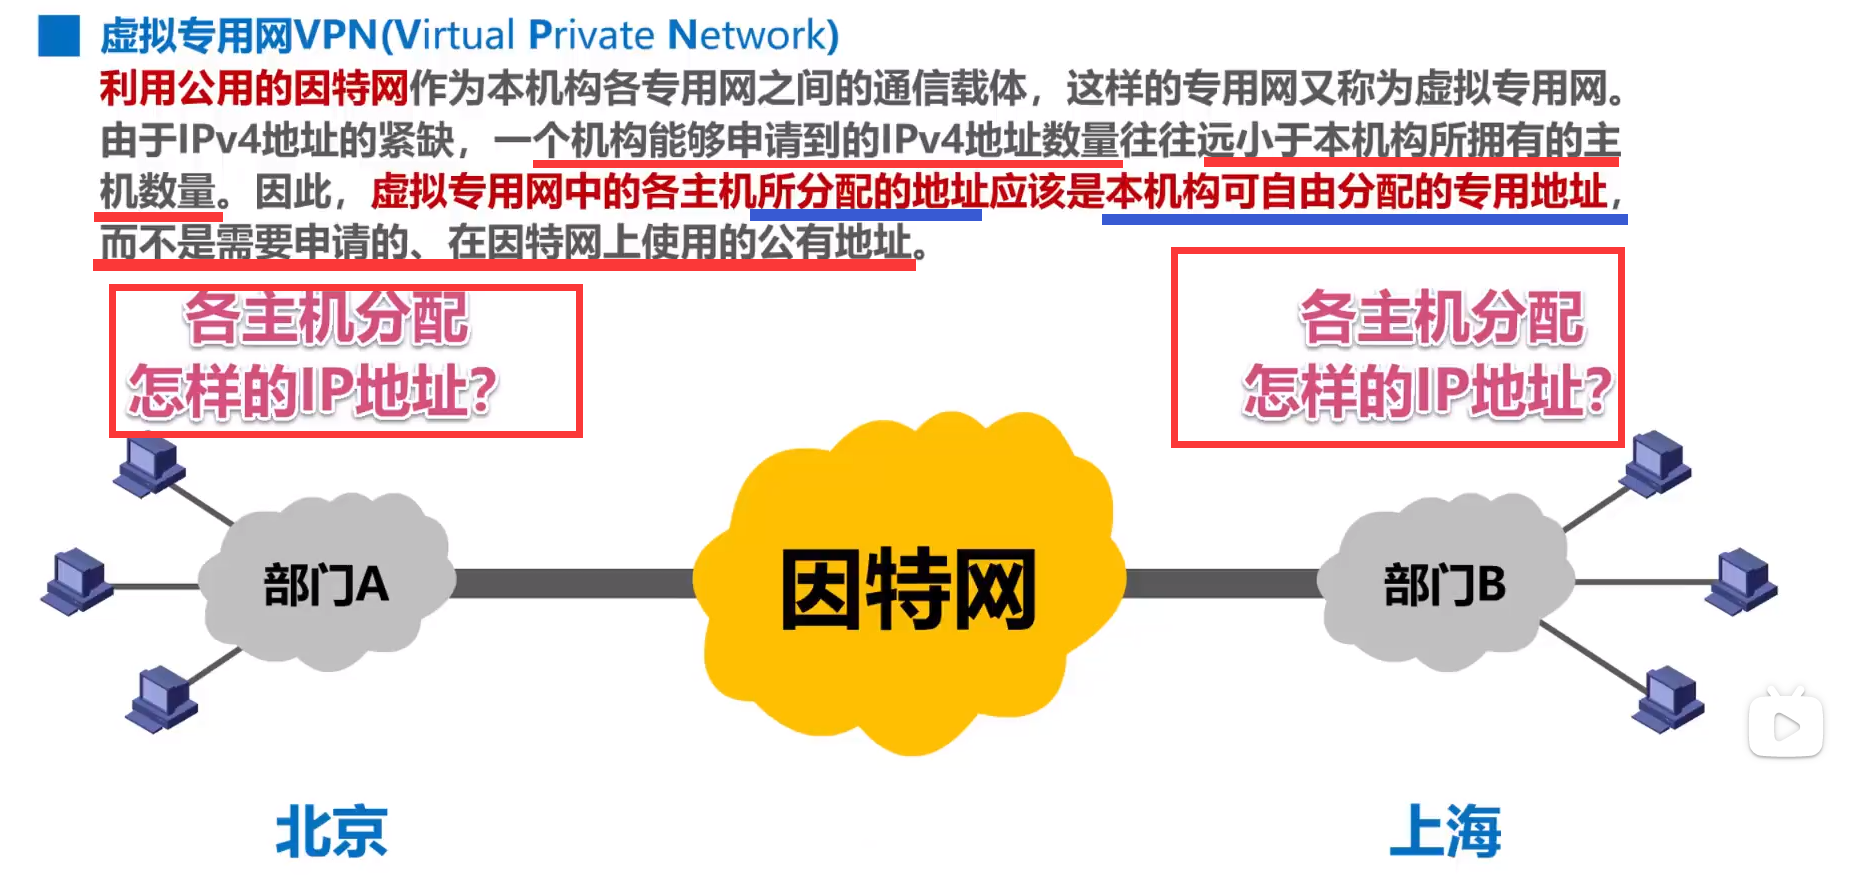 虚拟专用网VPN(Virtual Private Network)
利用公用的因特网作为本机构各专用网之间的通信载体，这样的专用网又称为虚拟专用网。
由于IPv4地址的紧缺，一个机构能够申请到的IPv4地址数量往往远小于本机构所拥有的主
机数量。因此，虚拟专用网中的各主机所分配的地址应该是本机构可自由分配的专用地址，
而不是需要申请的、在因特网上使用的公有地址。
各主机分配
怎样的IP地址？
各主机分配
怎样的IP地址？
部门A
因特网
部门B
北京
上海